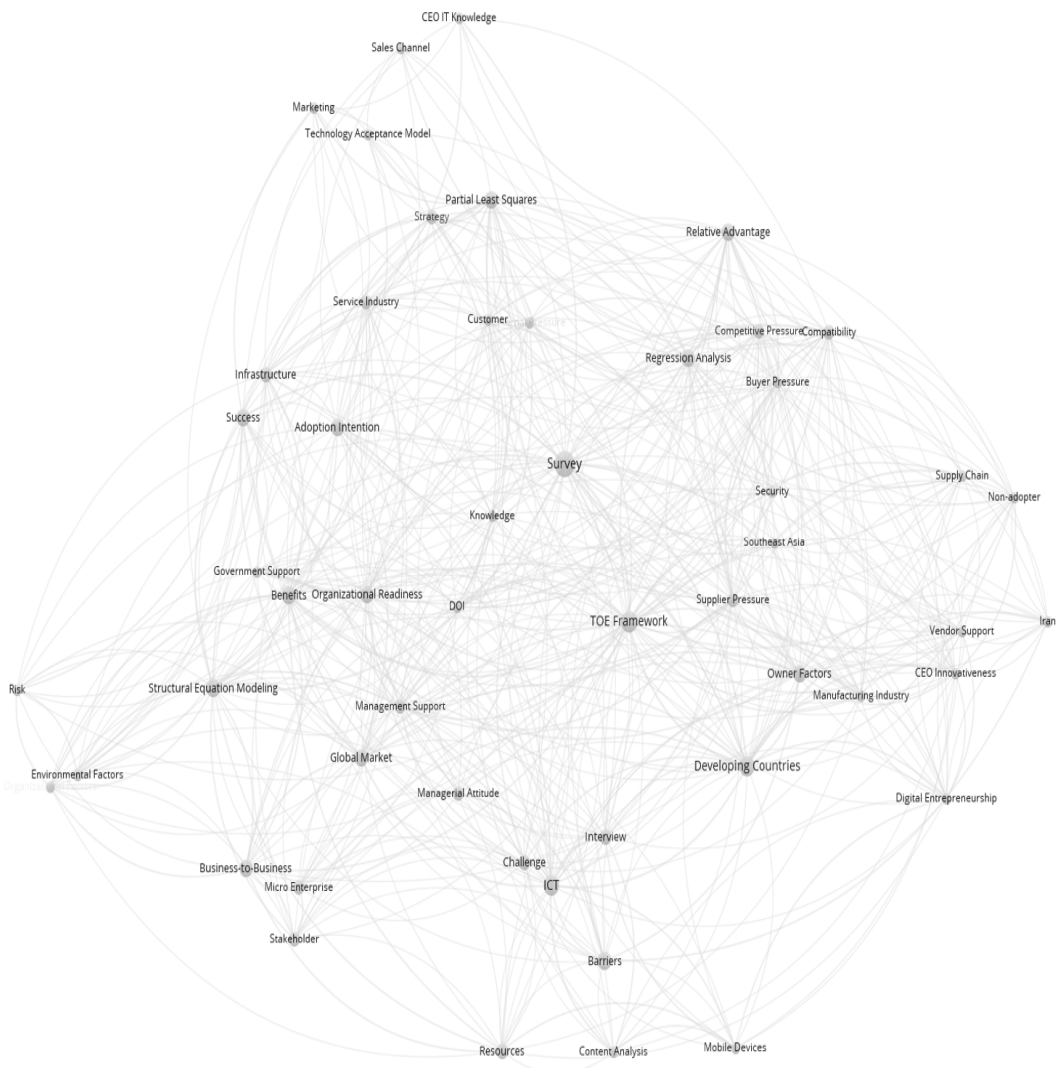 CEO IT Knowledge
Sales Channel
Marketing
Technology Acceptance Model
Partial Least Squares
Strategy
Relative Advantage
Service Industry
Customer
Competitive Pressure
Compatibility
Regression Analysis
Infrastructure
Buyer Pressure
Success
Adoption Intention
Survey
Supply Chain
Security
Non-adopter
Knowledge
Southeast Asia
Government Support
Benefits
Organizational Readiness
Supplier Pressure
DOI
TOE Framework
Iran
Vendor Support
Owner Factors
CEO Innovativeness
Risk
Structural Equation Modeling
Manufacturing Industry
Management Support
Global Market
Developing Countries
Environmental Factors
Managerial Attitude
Digital Entrepreneurship
Interview
Challenge
Business-to-Business
ICT
Micro Enterprise
Stakeholder
Barriers
Resources
Content Analysis
Mobile Devices